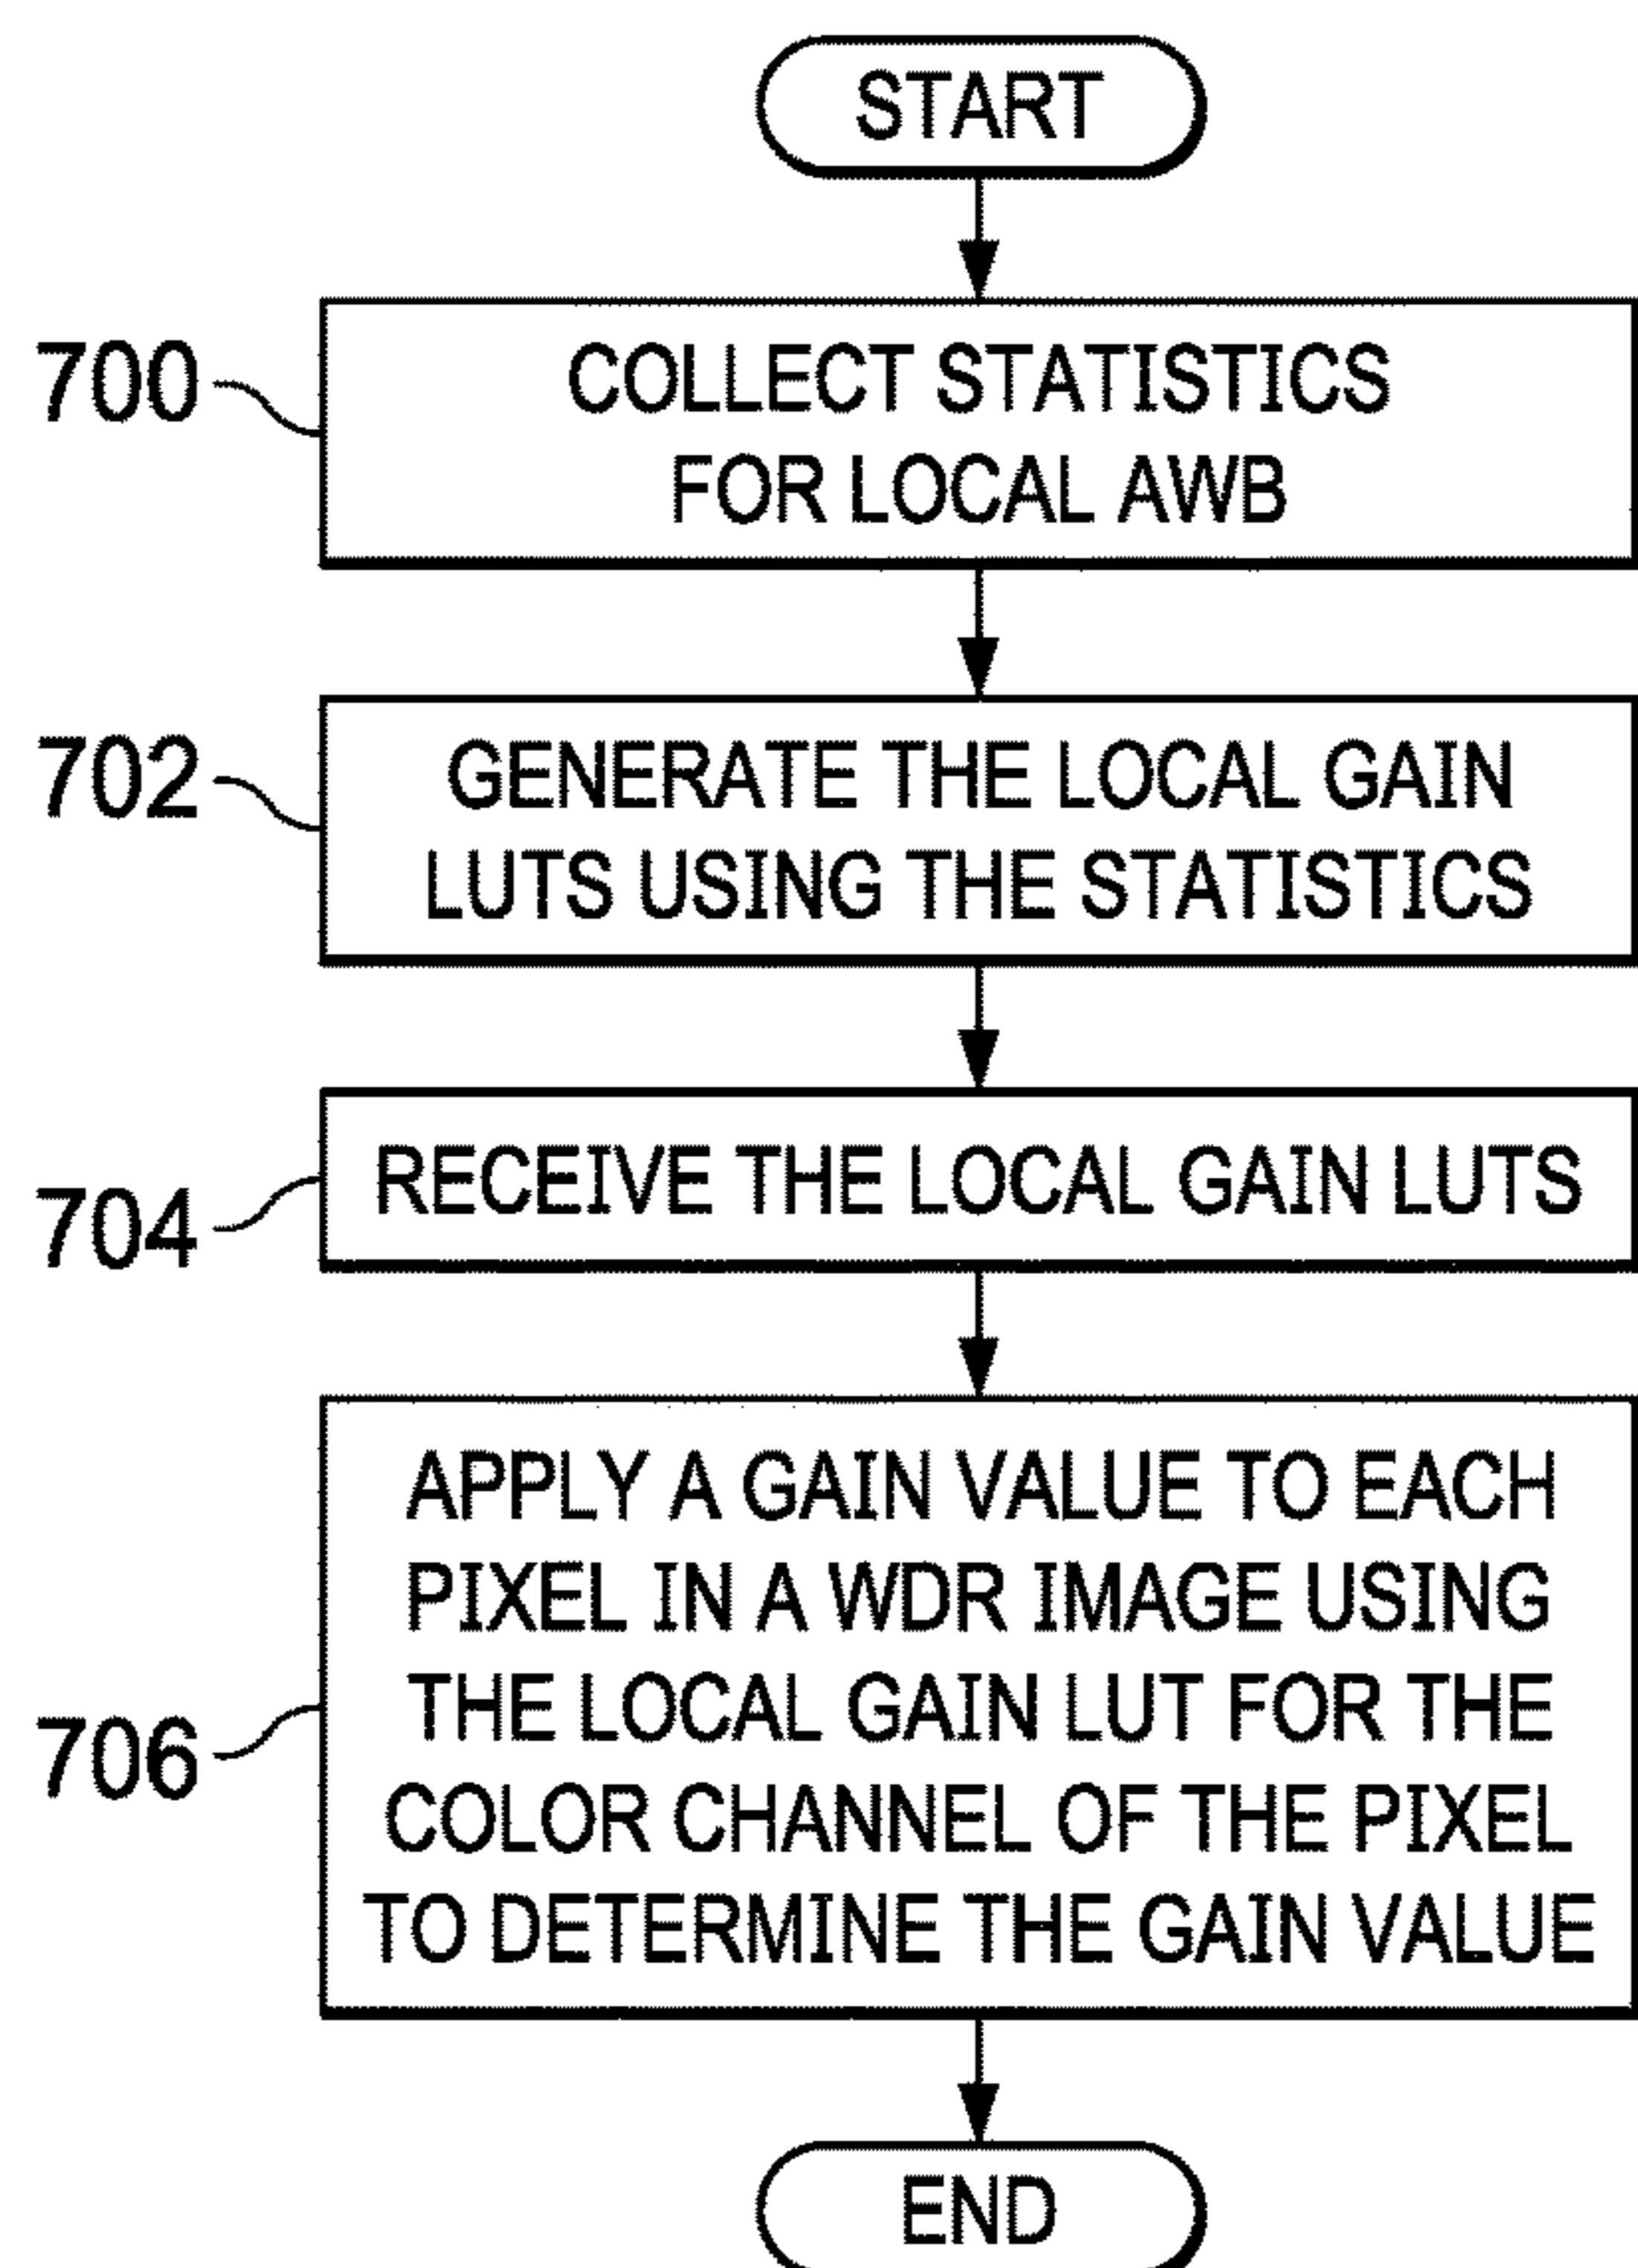 START
700
COLLECT STATISTICS
FOR LOCAL AWB
702
GENERATE THE LOCAL GAIN
LUTS USING THE STATISTICS
704
RECEIVE THE LOCAL GAIN LUTS
706
APPLY A GAIN VALUE TO EACH
PIXEL IN A WDR IMAGE USING
THE LOCAL GAIN LUT FOR THE
COLOR CHANNEL OF THE PIXEL
TO DETERMINE THE GAIN VALUE
END